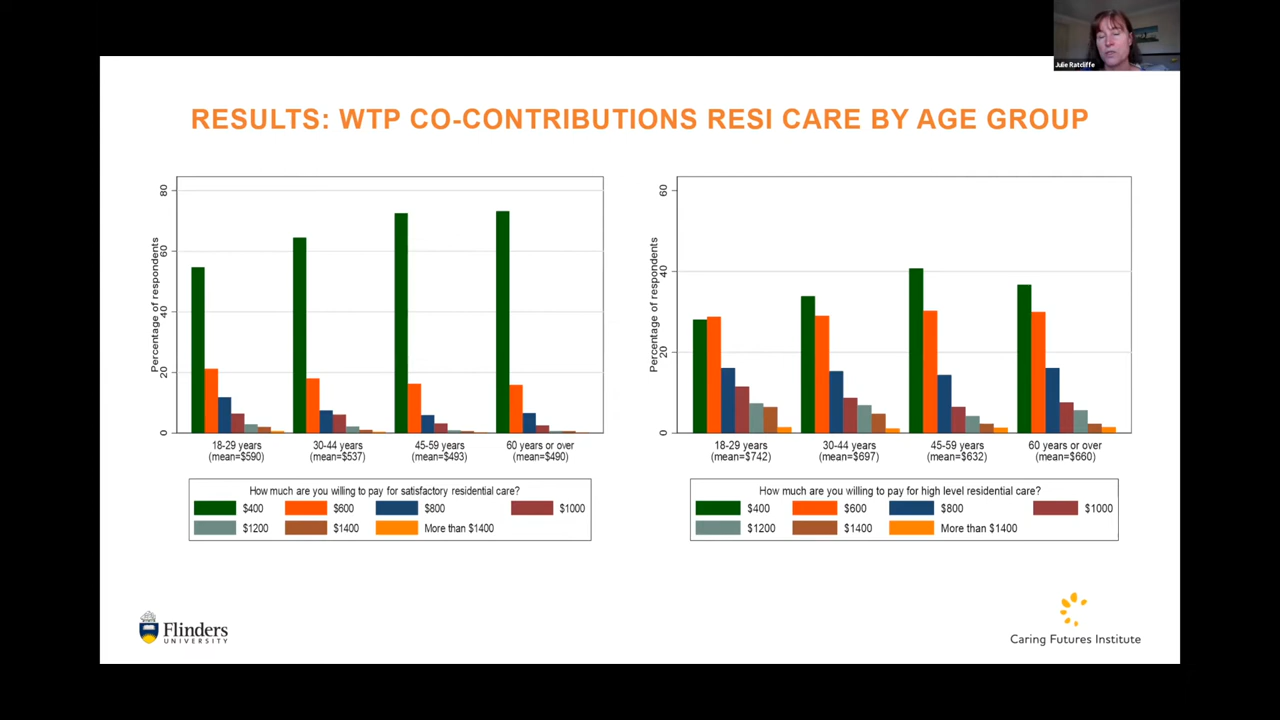 Julie Ratcliffe
RESULTS: WTP CO-CONTRIBUTIONS RESI CARE BY AGE GROUP
Percentage of respondents
80
60
40
20
0
18-29 years
(mean=$590)
30-44 years
(mean=$537)
45-59 years
(mean=$493)
60 years or over
(mean=$490)
How much are you willing to pay for satisfactory residential care?
$400
$600
$800
$1000
$1200
$1400
More than $1400
Percentage of respondents
60
40
20
0
18-29 years
(mean=$742)
30-44 years
(mean=$697)
45-59 years
(mean=$632)
60 years or over
(mean=$660)
How much are you willing to pay for high level residential care?
$400
$600
$800
$1000
$1200
$1400
More than $1400
Flinders
UNIVERSITY
Caring Futures Institute